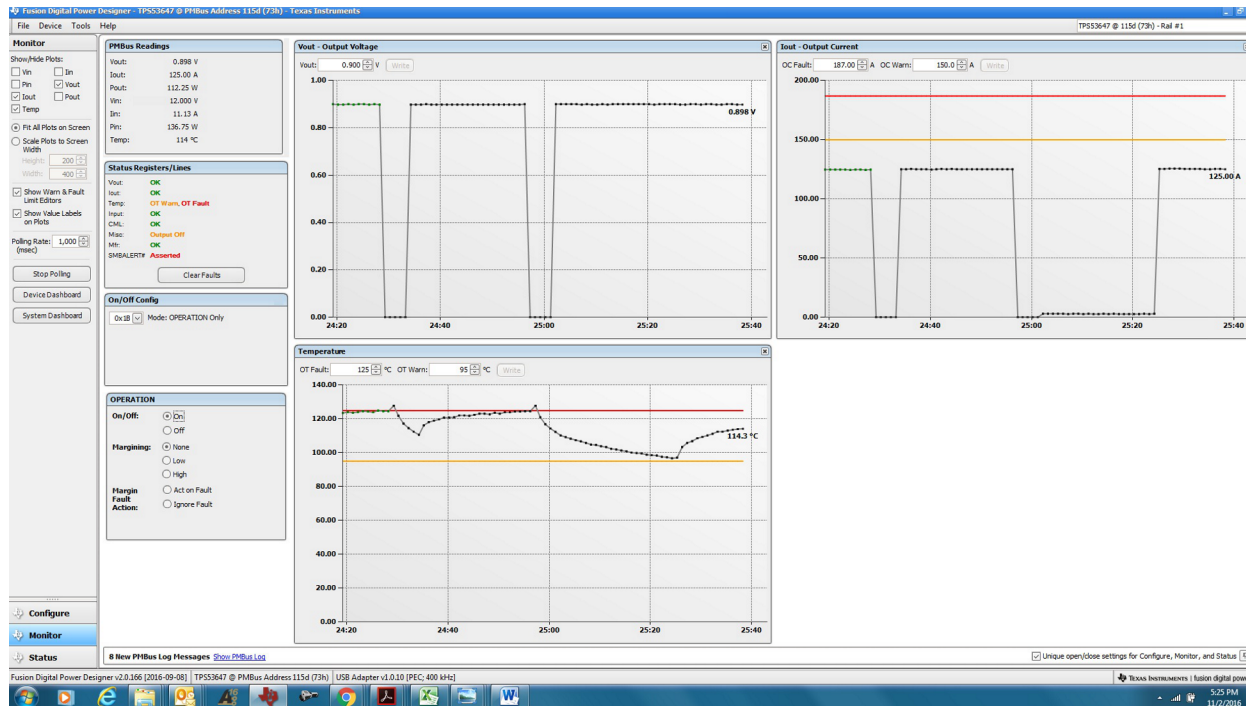 Fusion Digital Power Designer - TPS53647 @ PMBus Address 115d (73h) - Texas Instruments
File Device Tools Help
TPS53647 @ 115d (73h) - Rail #1
Monitor
Show/Hide Plots:
Vin Iin
Pin Vout
Iout Pout
Temp
Fit All Plots on Screen
Scale Plots to Screen
Width
Height: 200
Width: 400
Show Warn & Fault
Limit Editors
Show Value Labels
on Plots
Polling Rate: 1,000
(msec)
Stop Polling
Device Dashboard
System Dashboard
Configure
Monitor
Status
PMBus Readings
Vout: 0.898 V
Iout: 125.00 A
Pout: 112.25 W
Vin: 12.000 V
Iin: 11.13 A
Pin: 136.75 W
Temp: 114 ºC
Status Registers/Lines
Vout: OK
Iout: OK
Temp: OT Warn, OT Fault
Input: OK
CML: OK
Misc: Output Off
Mfr: OK
SMBALERT# Asserted
Clear Faults
On/Off Config
0x1B Mode: OPERATION Only
OPERATION
On/Off: On
Off
Margining: None
Low
High
Margin Act on Fault
Fault Ignore Fault
Action:
Vout - Output Voltage
Vout: 0.900 V Write
1.00
0.80
0.60
0.40
0.20
0.00
0.898 V
24:20 24:40 25:00 25:20 25:40
Iout - Output Current
OC Fault: 187.00 A OC Warn: 150.0 A Write
200.00
150.00
100.00
50.00
0.00
125.00 A
24:20 24:40 25:00 25:20 25:40
Temperature
OT Fault: 125 ºC OT Warn: 95 ºC Write
140.00
120.00
100.00
80.00
60.00
40.00
20.00
0.00
114.3 ºC
24:20 24:40 25:00 25:20 25:40
8 New PMBus Log Messages Show PMBus Log
Unique open/close settings for Configure, Monitor, and Status
Fusion Digital Power Designer v2.0.166 [2016-09-08] TPS53647 @ PMBus Address 115d (73h) USB Adapter v1.0.10 [PEC; 400 kHz]
TEXAS INSTRUMENTS | fusion digital pow
5:25 PM
11/2/2016